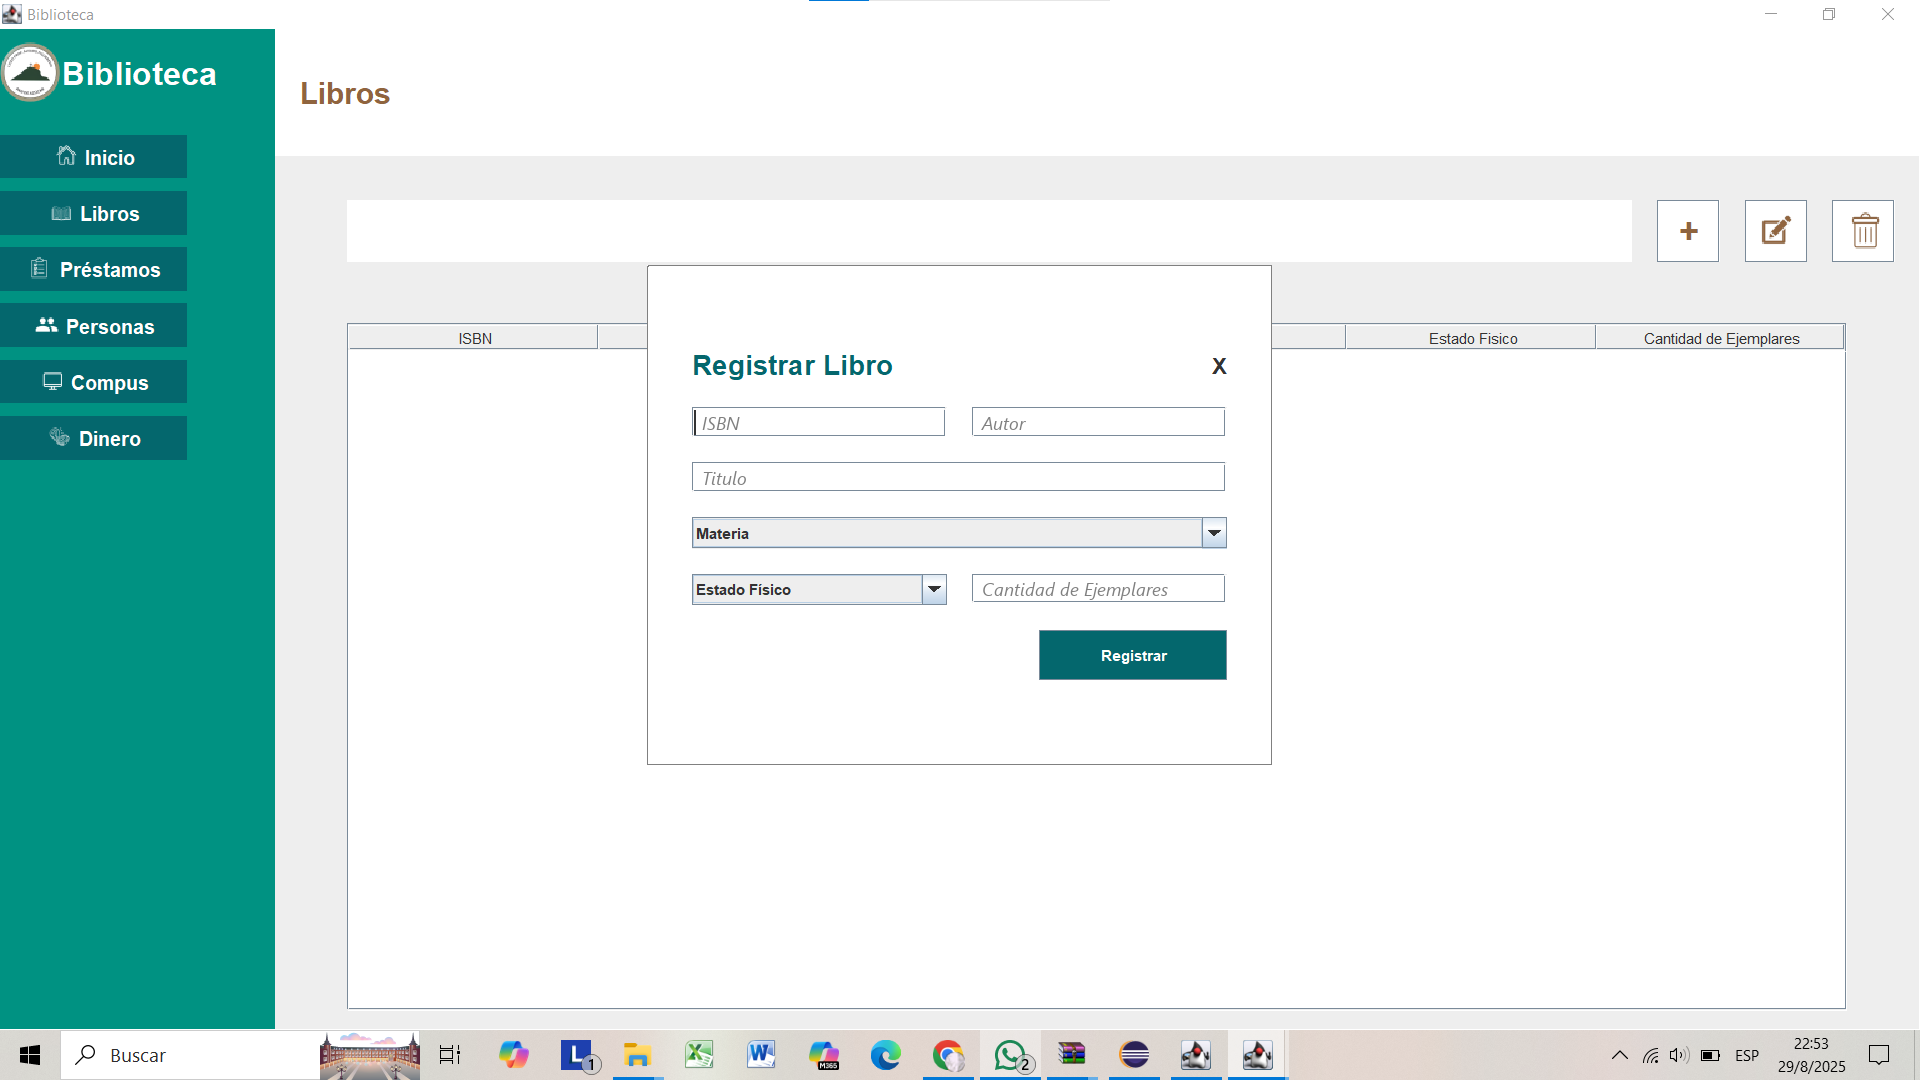 Biblioteca
Biblioteca
Libros
Inicio
Libros
Préstamos
Personas
Compus
Dinero
+
ISBN
Estado Fisico
Cantidad de Ejemplares
Registrar Libro
X
ISBN
Autor
Titulo
Materia
Estado Físico
Cantidad de Ejemplares
Registrar
Buscar
L
1
M365
2
ESP
22:53
29/8/2025